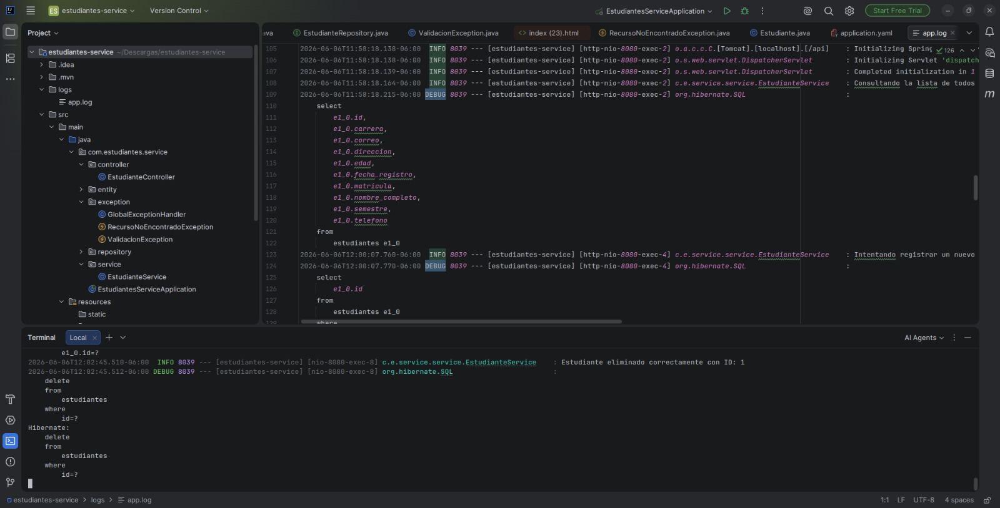 ES estudiantes-service Version Control EstudiantesServiceApplication Start Free Trial
Project
estudiantes-service ~/Descargas/estudiantes-service
.idea
.mvn
logs
app.log
src
main
java
com.estudiantes.service
controller
EstudianteController
entity
exception
GlobalExceptionHandler
RecursoNoEncontradoException
ValidacionException
repository
service
EstudianteService
EstudiantesServiceApplication
resources
static
ava EstudianteRepository.java ValidacionException.java index (23).html RecursoNoEncontradoException.java Estudiante.java application.yaml app.log
126
105 2026-06-06T11:58:18.138-06:00 INFO 8039 --- [estudiantes-service] [http-nio-8080-exec-2] o.a.c.c.C.[Tomcat].[localhost].[/api] : Initializing Spring
106 2026-06-06T11:58:18.138-06:00 INFO 8039 --- [estudiantes-service] [http-nio-8080-exec-2] o.s.web.servlet.DispatcherServlet : Initializing Servlet 'dispatch
107 2026-06-06T11:58:18.139-06:00 INFO 8039 --- [estudiantes-service] [http-nio-8080-exec-2] o.s.web.servlet.DispatcherServlet : Completed initialization in 1
108 2026-06-06T11:58:18.164-06:00 INFO 8039 --- [estudiantes-service] [http-nio-8080-exec-2] c.e.service.service.EstudianteService : Consultando la lista de todos
109 2026-06-06T11:58:18.215-06:00 DEBUG 8039 --- [estudiantes-service] [http-nio-8080-exec-2] org.hibernate.SQL :
110 select
111 e1_0.id,
112 e1_0.carrera,
113 e1_0.correo,
114 e1_0.direccion,
115 e1_0.edad,
116 e1_0.fecha_registro,
117 e1_0.matricula,
118 e1_0.nombre_completo,
119 e1_0.semestre,
120 e1_0.telefono
121 from
122 estudiantes e1_0
123 2026-06-06T12:00:07.760-06:00 INFO 8039 --- [estudiantes-service] [http-nio-8080-exec-4] c.e.service.service.EstudianteService : Intentando registrar un nuevo
124 2026-06-06T12:00:07.770-06:00 DEBUG 8039 --- [estudiantes-service] [http-nio-8080-exec-4] org.hibernate.SQL :
125 select
126 e1_0.id
127 from
128 estudiantes e1_0
129 where
Terminal Local AI Agents
e1_0.id=?
2026-06-06T12:02:45.510-06:00 INFO 8039 --- [estudiantes-service] [nio-8080-exec-8] c.e.service.service.EstudianteService : Estudiante eliminado correctamente con ID: 1
2026-06-06T12:02:45.512-06:00 DEBUG 8039 --- [estudiantes-service] [nio-8080-exec-8] org.hibernate.SQL :
delete
from
estudiantes
where
id=?
Hibernate:
delete
from
estudiantes
where
id=?
estudiantes-service > logs > app.log 1:1 LF UTF-8 4 spaces